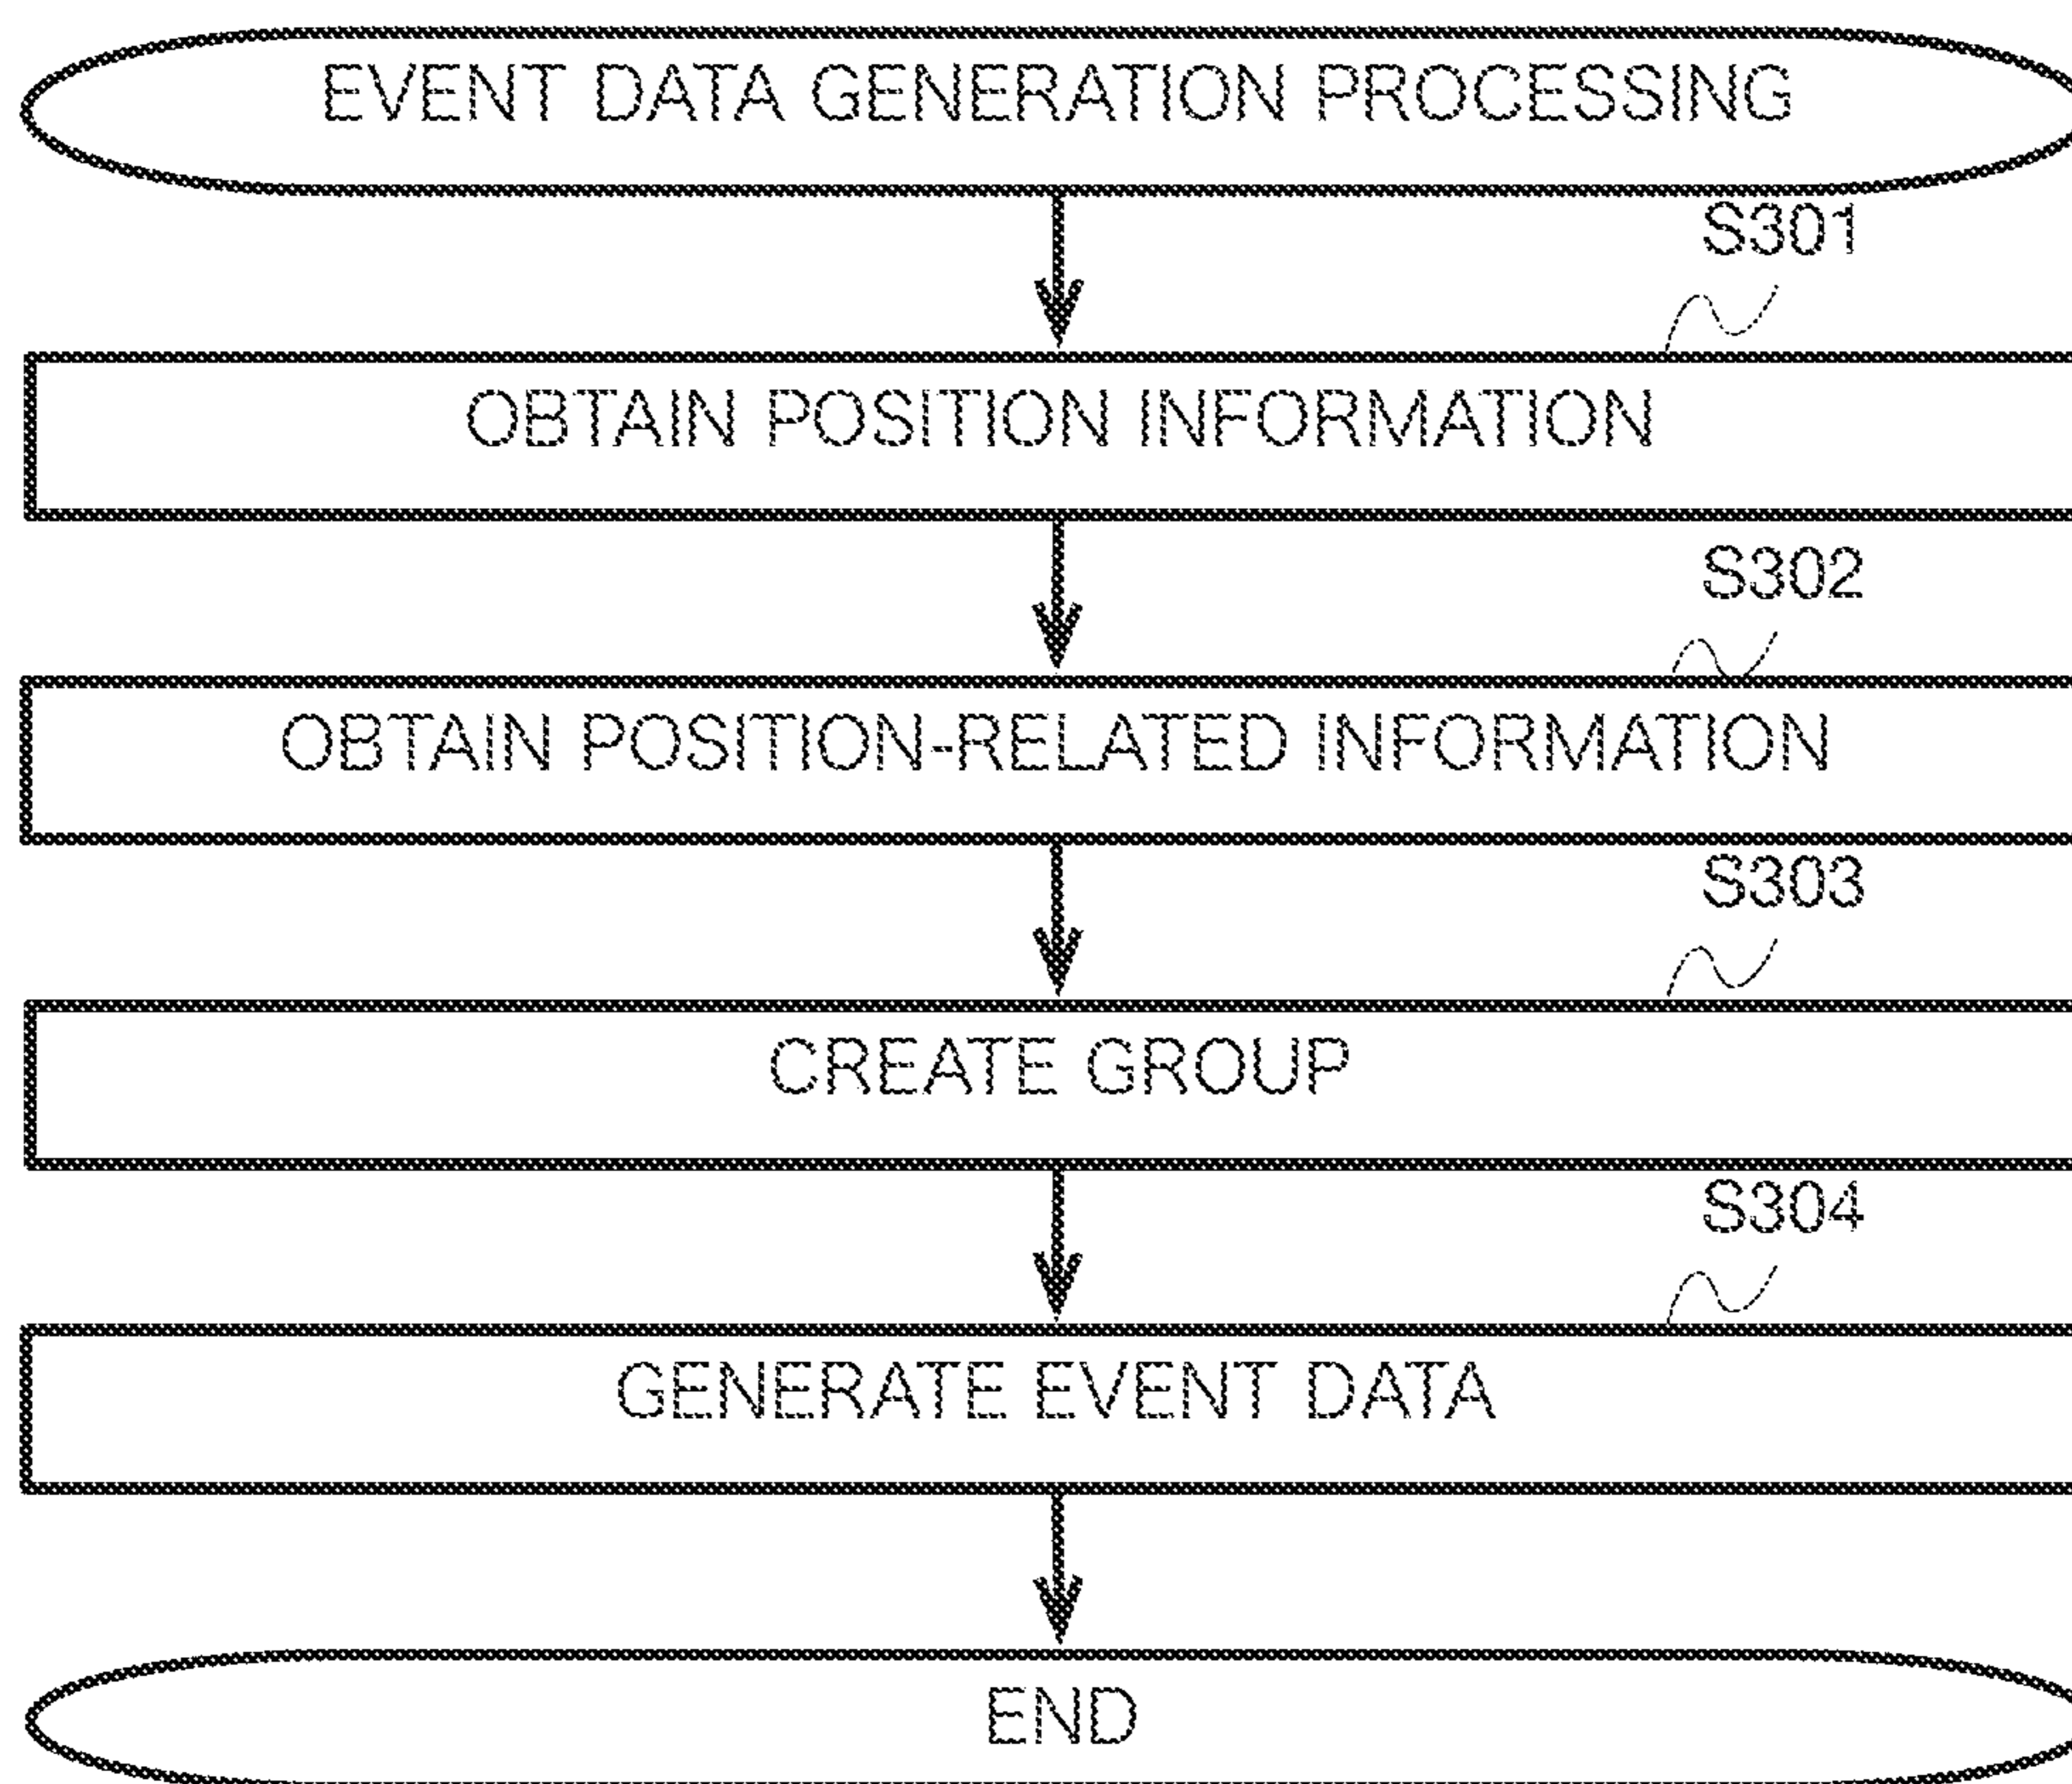 EVENT DATA GENERATION PROCESSING
S301
OBTAIN POSITION INFORMATION
S302
OBTAIN POSITION-RELATED INFORMATION
S303
CREATE GROUP
S304
GENERATE EVENT DATA
END